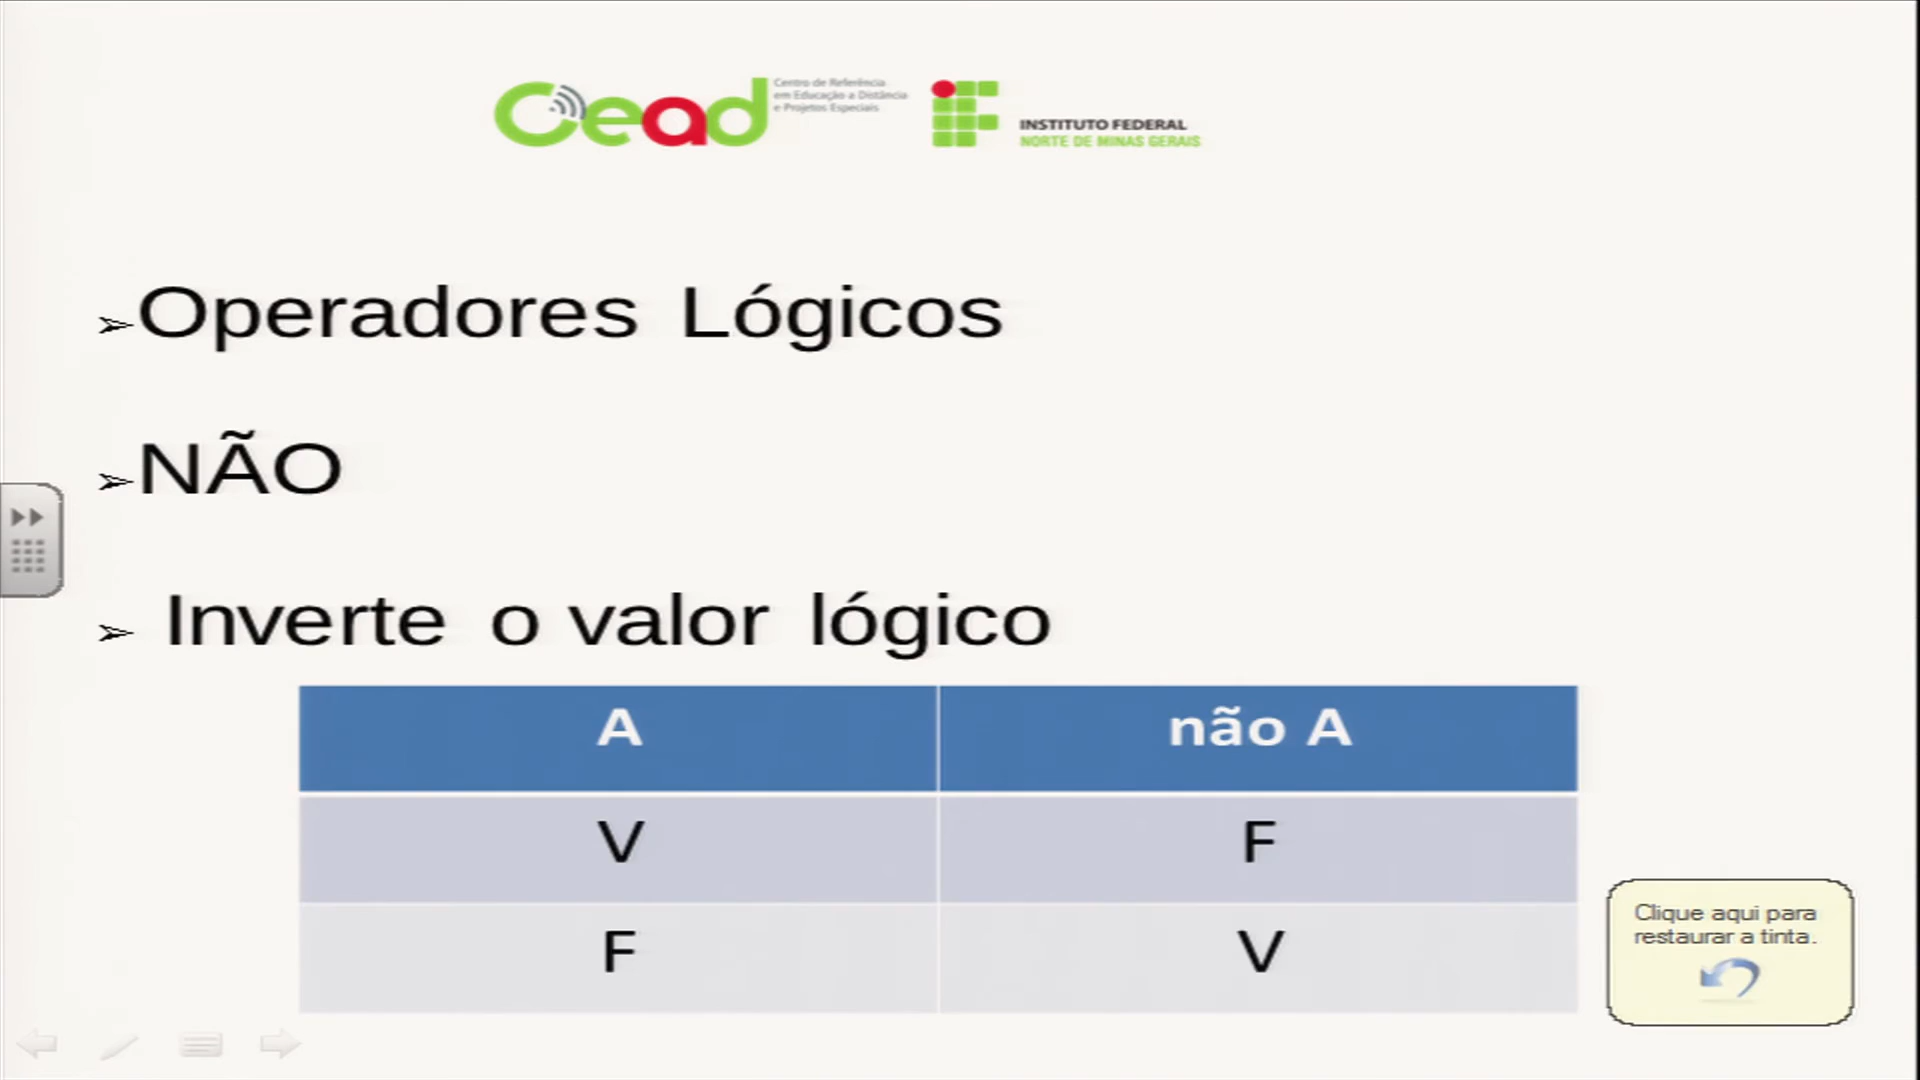 Cead
Centro de Referência
em Educação a Distância
e Projetos Especiais
INSTITUTO FEDERAL
NORTE DE MINAS GERAIS
Operadores Lógicos
NÃO
Inverte o valor lógico
A não A
V F
F V
Clique aqui para
restaurar a tinta.